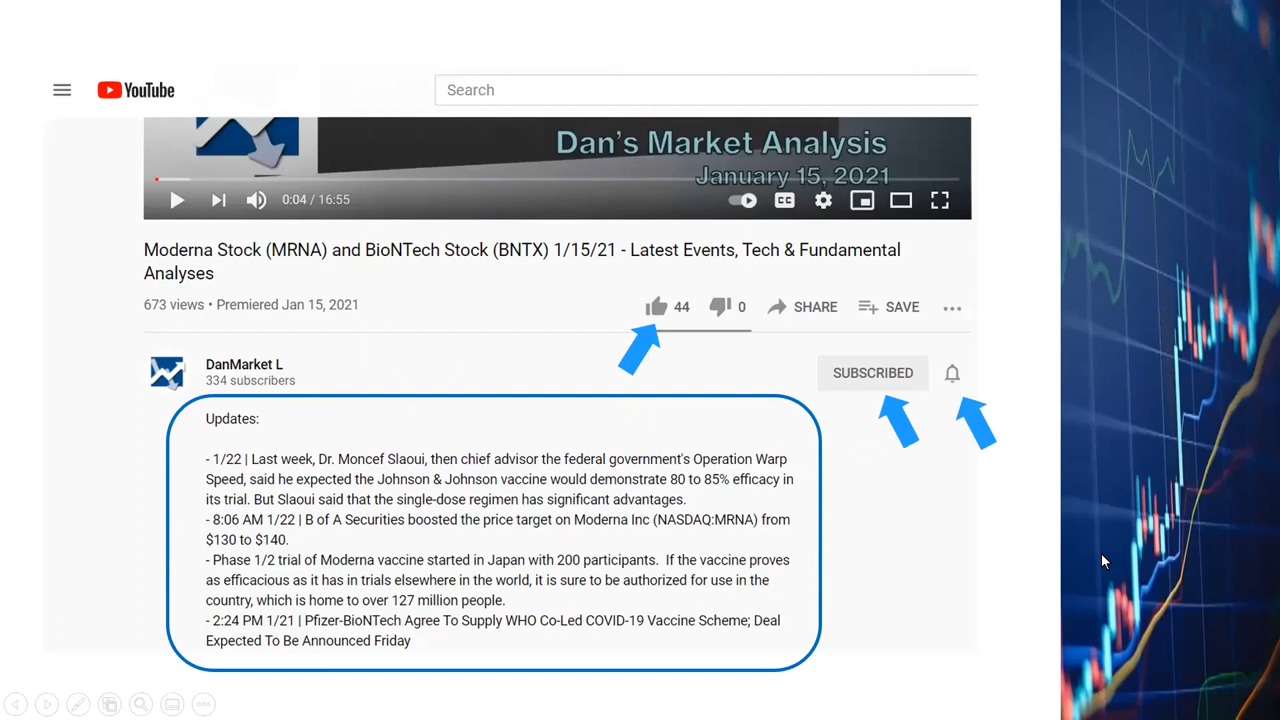 YouTube
Search
Dan's Market Analysis
January 15, 2021
0:04 / 16:55
CC
Moderna Stock (MRNA) and BioNTech Stock (BNTX) 1/15/21 - Latest Events, Tech & Fundamental
Analyses
673 views • Premiered Jan 15, 2021
44
0
SHARE
SAVE
DanMarket L
334 subscribers
SUBSCRIBED
Updates:
- 1/22 | Last week, Dr. Moncef Slaoui, then chief advisor the federal government's Operation Warp
Speed, said he expected the Johnson & Johnson vaccine would demonstrate 80 to 85% efficacy in
its trial. But Slaoui said that the single-dose regimen has significant advantages.
- 8:06 AM 1/22 | B of A Securities boosted the price target on Moderna Inc (NASDAQ:MRNA) from
$130 to $140.
- Phase 1/2 trial of Moderna vaccine started in Japan with 200 participants.  If the vaccine proves
as efficacious as it has in trials elsewhere in the world, it is sure to be authorized for use in the
country, which is home to over 127 million people.
- 2:24 PM 1/21 | Pfizer-BioNTech Agree To Supply WHO Co-Led COVID-19 Vaccine Scheme; Deal
Expected To Be Announced Friday